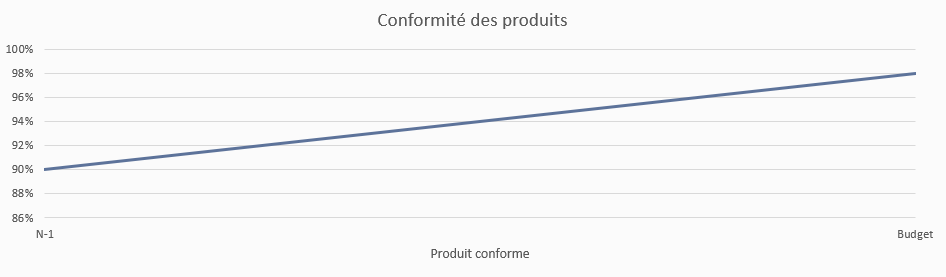 Conformité des produits
100%
98%
96%
94%
92%
90%
88%
86%
N-1 Budget
Produit conforme